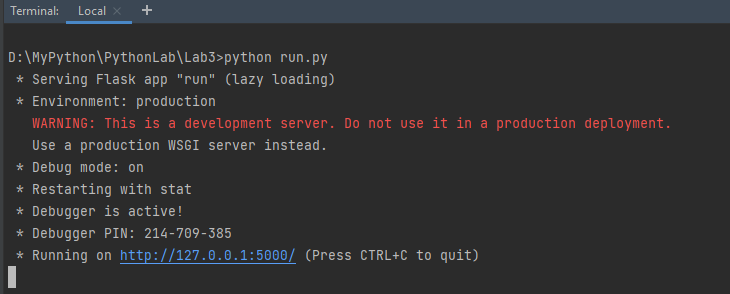 Terminal: Local × +
D:\MyPython\PythonLab\Lab3>python run.py
* Serving Flask app "run" (lazy loading)
* Environment: production
WARNING: This is a development server. Do not use it in a production deployment.
Use a production WSGI server instead.
* Debug mode: on
* Restarting with stat
* Debugger is active!
* Debugger PIN: 214-709-385
* Running on http://127.0.0.1:5000/ (Press CTRL+C to quit)